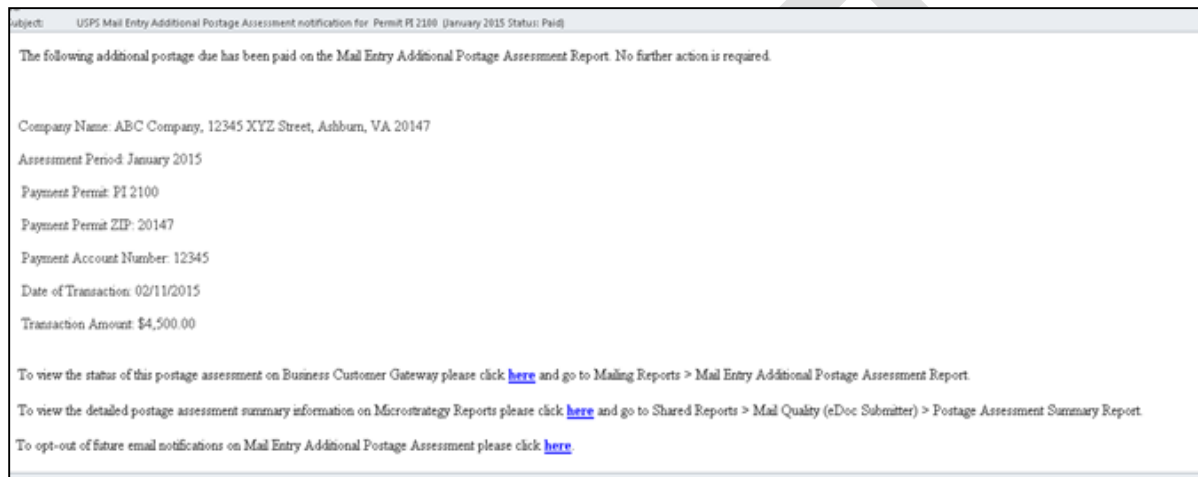 ubject: USPS Mail Entry Additional Postage Assessment notification for Permit PI 2100 (January 2015 Status: Paid)
The following additional postage due has been paid on the Mail Entry Additional Postage Assessment Report. No further action is required.
Company Name: ABC Company, 12345 XYZ Street, Ashburn, VA 20147
Assessment Period: January 2015
Payment Permit: PI 2100
Payment Permit ZIP: 20147
Payment Account Number: 12345
Date of Transaction: 02/11/2015
Transaction Amount: $4,500.00
To view the status of this postage assessment on Business Customer Gateway please click here and go to Mailing Reports > Mail Entry Additional Postage Assessment Report.
To view the detailed postage assessment summary information on Microstrategy Reports please click here and go to Shared Reports > Mail Quality (eDoc Submitter) > Postage Assessment Summary Report.
To opt-out of future email notifications on Mail Entry Additional Postage Assessment please click here.